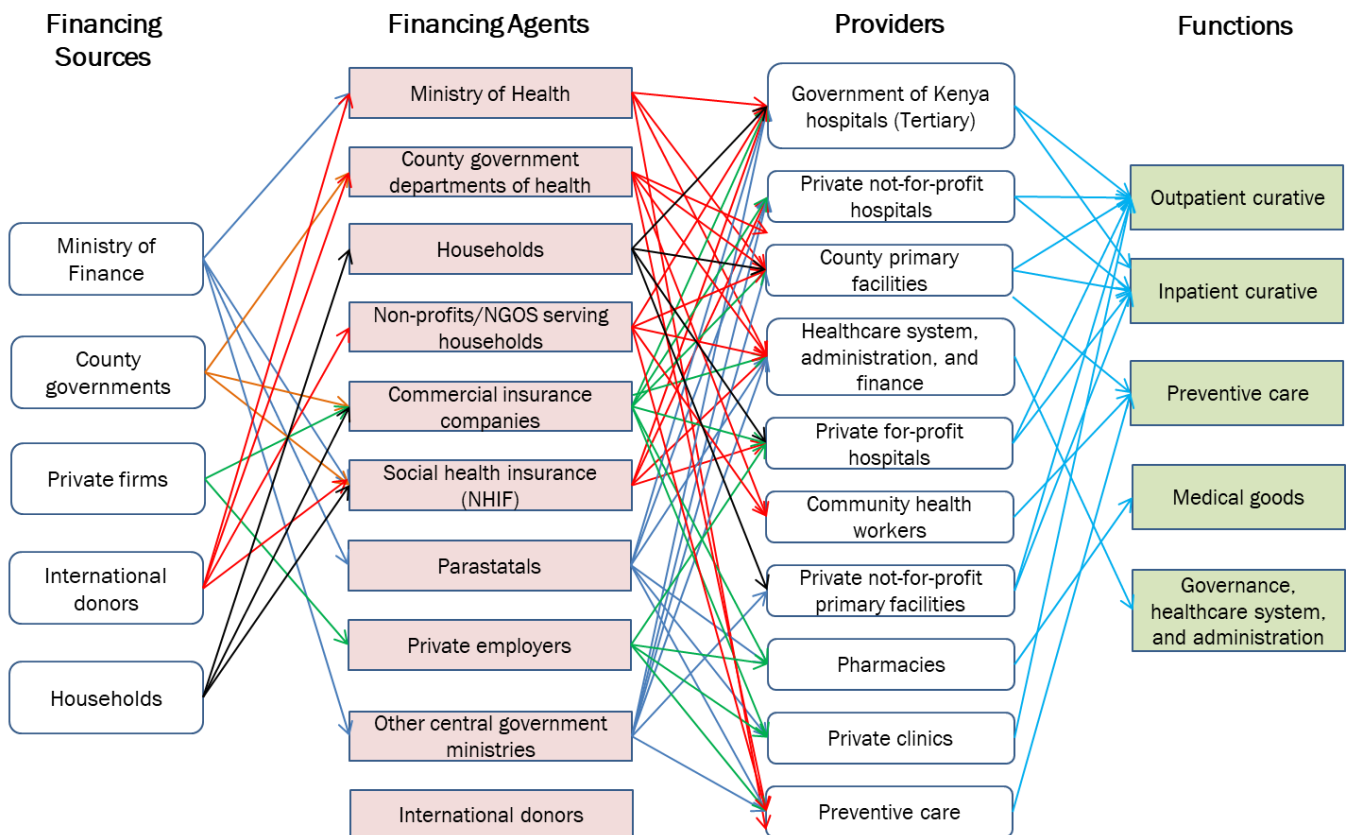 Financing
Sources
Financing Agents
Providers
Functions
Ministry of
Finance
County
governments
Private firms
International
donors
Households
Ministry of Health
County government
departments of health
Households
Non-profits/NGOS serving
households
Commercial insurance
companies
Social health insurance
(NHIF)
Parastatals
Private employers
Other central government
ministries
International donors
Government of Kenya
hospitals (Tertiary)
Private not-for-profit
hospitals
County primary
facilities
Healthcare system,
administration, and
finance
Private for-profit
hospitals
Community health
workers
Private not-for-profit
primary facilities
Pharmacies
Private clinics
Preventive care
Outpatient curative
Inpatient curative
Preventive care
Medical goods
Governance,
healthcare system,
and administration